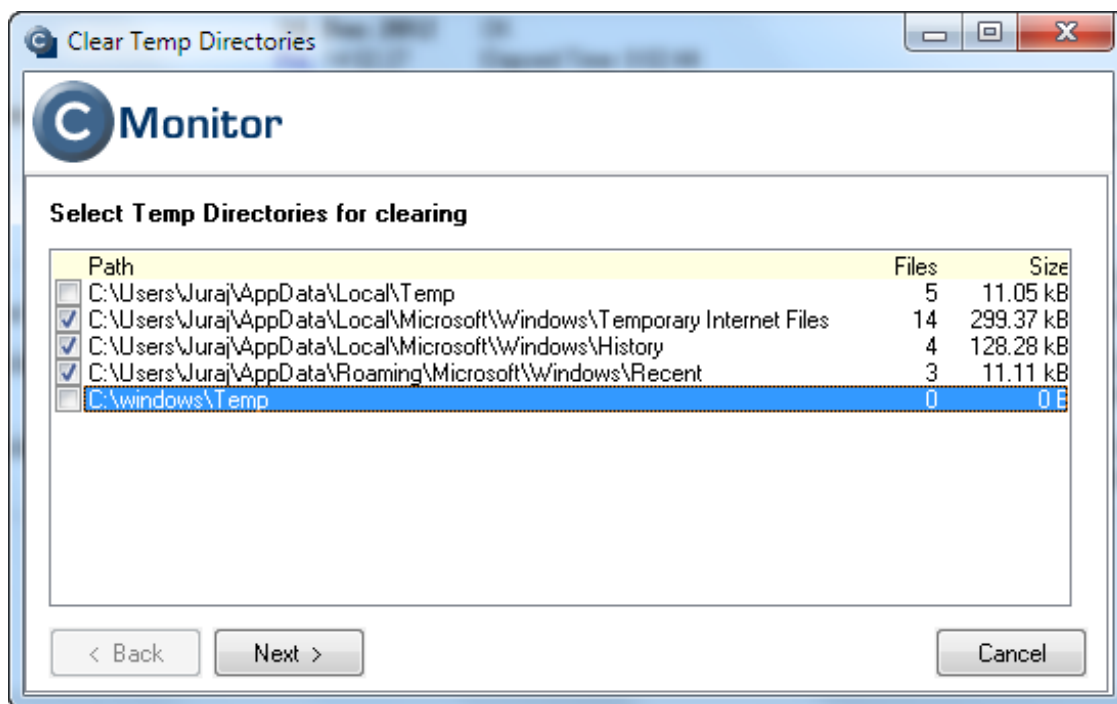 Clear Temp Directories
C Monitor
Select Temp Directories for clearing
Path Files Size
C:\Users\Juraj\AppData\Local\Temp 5 11.05 kB
C:\Users\Juraj\AppData\Local\Microsoft\Windows\Temporary Internet Files 14 299.37 kB
C:\Users\Juraj\AppData\Local\Microsoft\Windows\History 4 128.28 kB
C:\Users\Juraj\AppData\Roaming\Microsoft\Windows\Recent 3 11.11 kB
C:\windows\Temp 0 0 B
< Back Next > Cancel